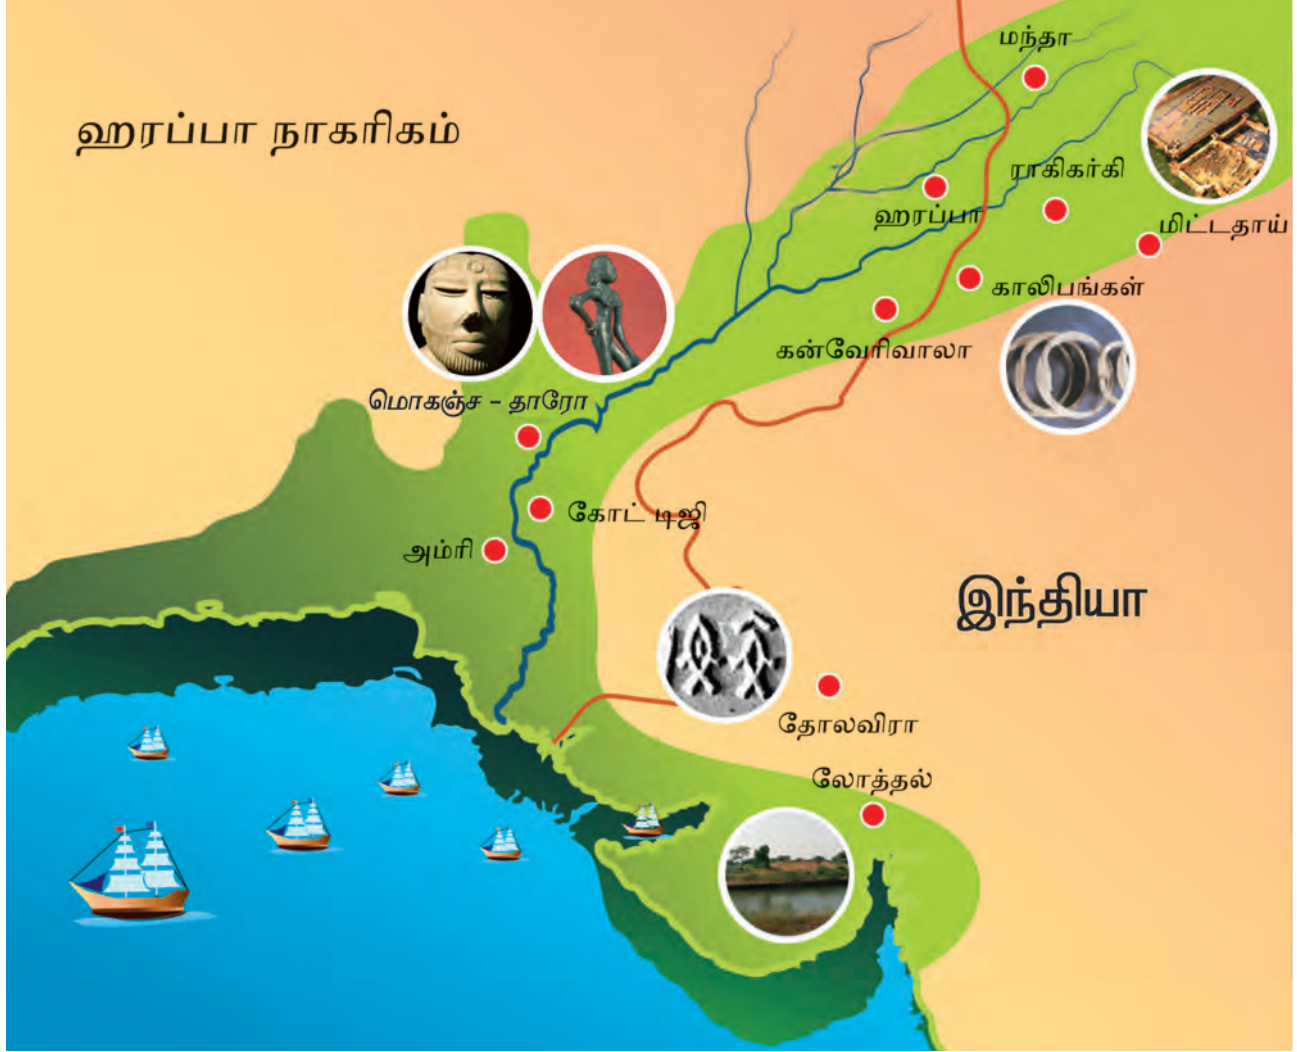 மந்தா
ஹரப்பா நாகரிகம்
ராகிகர்கி
ஹரப்பா
மிட்டதாய்
காலிபங்கள்
கன்வேரிவாலா
மொகஞ்ச – தாரோ
கோட் டிஜி
அம்ரி
இந்தியா
தோலவிரா
லோத்தல்